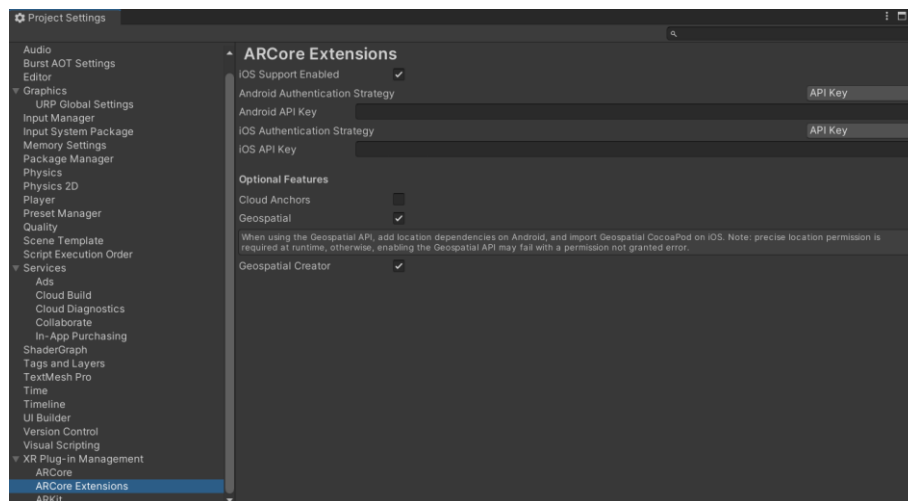 Project Settings
Audio
Burst AOT Settings
Editor
Graphics
URP Global Settings
Input Manager
Input System Package
Memory Settings
Package Manager
Physics
Physics 2D
Player
Preset Manager
Quality
Scene Template
Script Execution Order
Services
Ads
Cloud Build
Cloud Diagnostics
Collaborate
In-App Purchasing
ShaderGraph
Tags and Layers
TextMesh Pro
Time
Timeline
UI Builder
Version Control
Visual Scripting
XR Plug-in Management
ARCore
ARCore Extensions
ARKit
ARCore Extensions
iOS Support Enabled
Android Authentication Strategy
API Key
Android API Key
iOS Authentication Strategy
API Key
iOS API Key
Optional Features
Cloud Anchors
Geospatial
When using the Geospatial API, add location dependencies on Android, and import Geospatial CocoaPod on iOS. Note: precise location permission is
required at runtime, otherwise, enabling the Geospatial API may fail with a permission not granted error.
Geospatial Creator